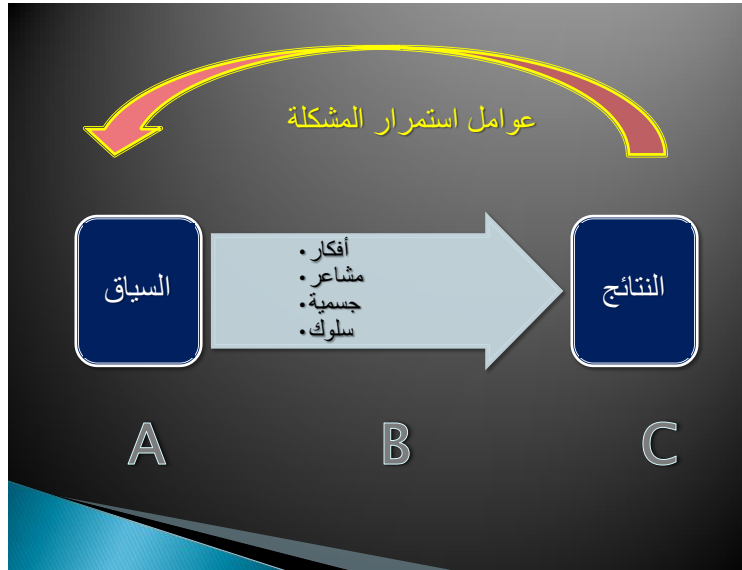 عوامل استمرار المشكلة
السياق
أفكار •
مشاعر •
جسمية •
سلوك •
النتائج
A
B
C